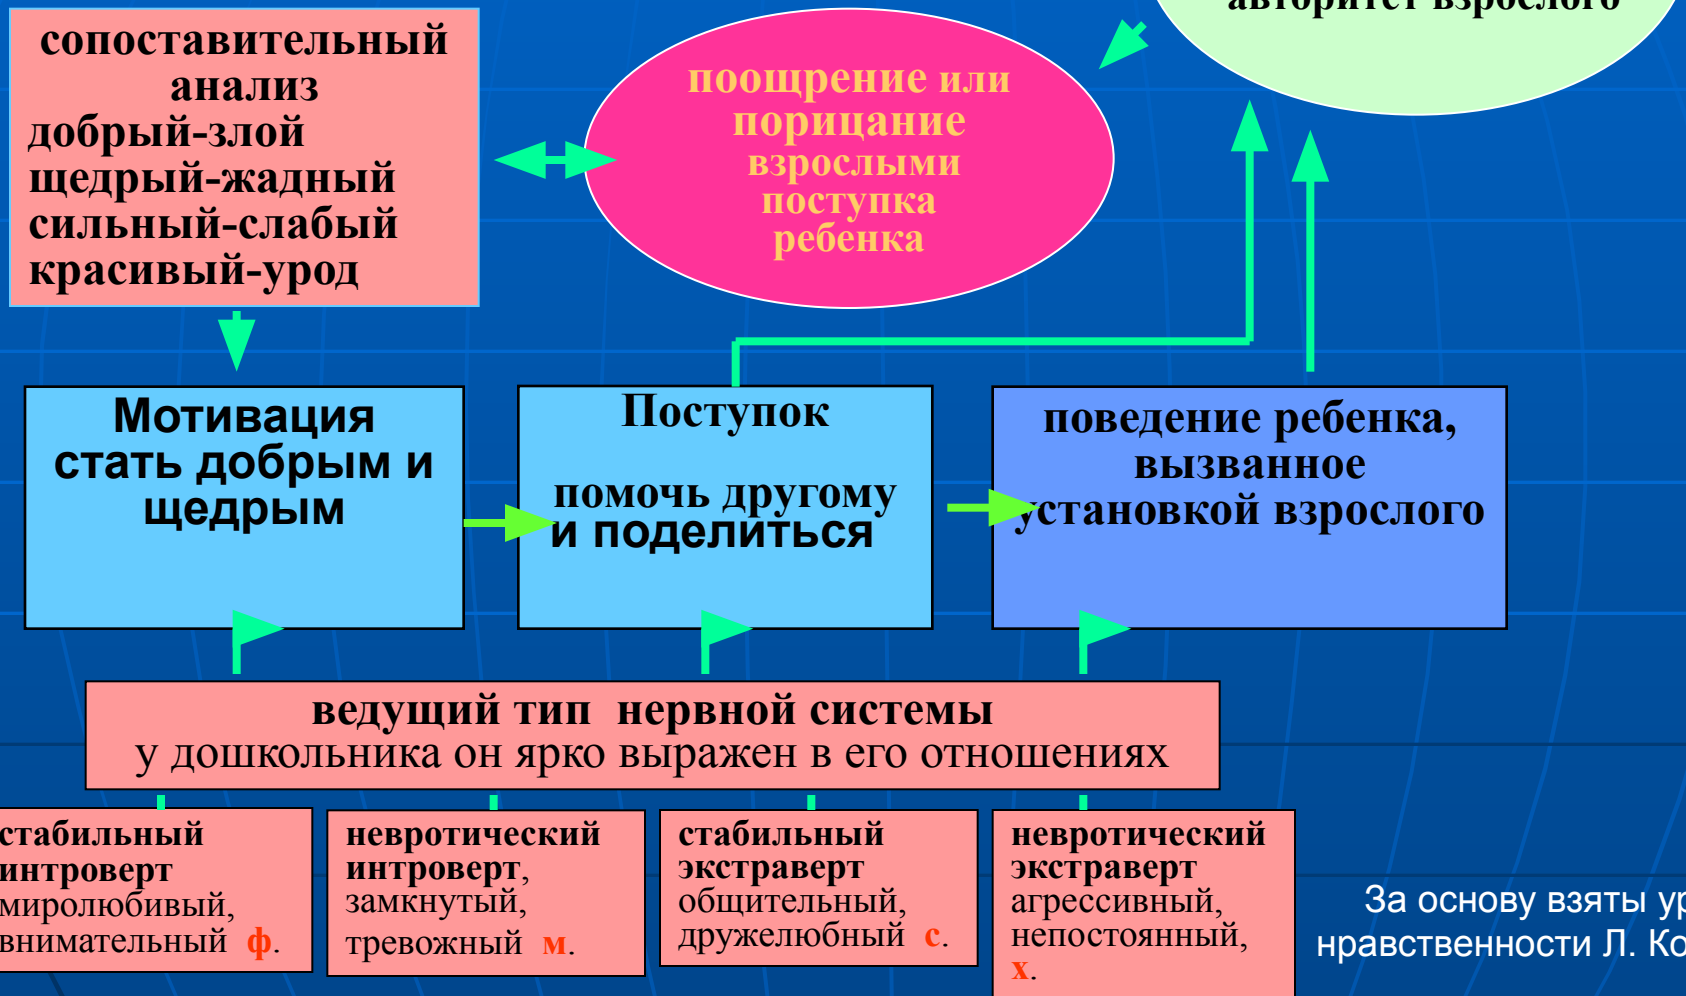 авторитет взрослого
сопоставительный
анализ
добрый-злой
щедрый-жадный
сильный-слабый
красивый-урод
поощрение или
порицание
взрослыми
поступка
ребенка
Мотивация
стать добрым и
щедрым
Поступок
помочь другому
и поделиться
поведение ребенка,
вызванное
установкой взрослого
ведущий тип нервной системы
у дошкольника он ярко выражен в его отношениях
стабильный
интроверт
миролюбивый,
внимательный ф.
невротический
интроверт,
замкнутый,
тревожный м.
стабильный
экстраверт
общительный,
дружелюбный с.
невротический
экстраверт
агрессивный,
непостоянный,
х.
За основу взяты
нравственности Л.